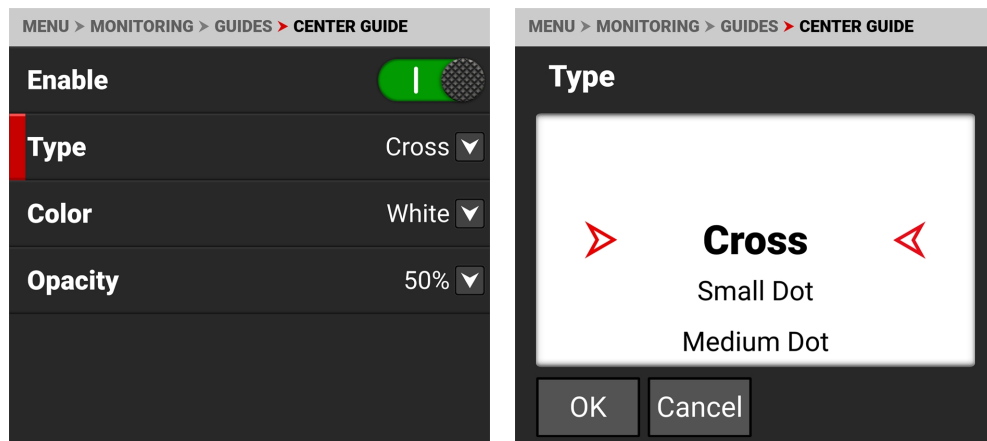 MENU > MONITORING > GUIDES > CENTER GUIDE
Enable
Type Cross
Color White
Opacity 50%
MENU > MONITORING > GUIDES > CENTER GUIDE
Type
Cross
Small Dot
Medium Dot
OK Cancel